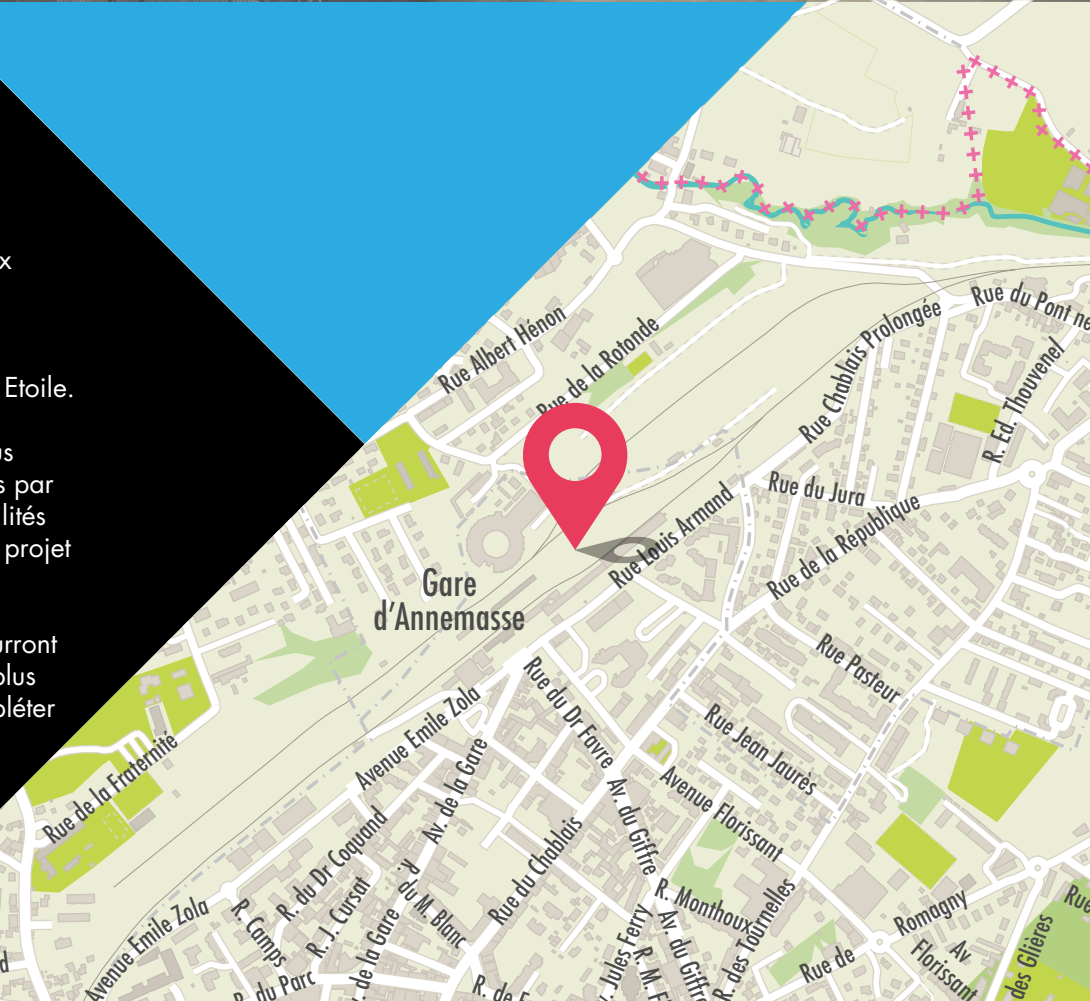 x
Etoile.
us
s par
lités
projet
urront
plus
pléter
Rue Albert Hénon
Rue de la Rotonde
Rue Chablais Prolongée
Rue du Pont ne
R. Ed. Thouvenel
Rue du Jura
Rue de la République
Rue Louis Armand
Gare
d'Annemasse
Rue Pasteur
Rue Jean Jaurès
Rue du Dr Favre
Avenue Emile Zola
Av. de la Gare
Rue de la Fraternité
Avenue Florissant
Av. du Giffre
Rue du Chablais
R. du Dr Coquand
R. J. Cursat
R. du M. Blanc
R. Camps
Avenue Emile Zola
R. Monthoux
R. des Tournelles
Romagny
Rue de
Av
Florissant
des Glières
Rue
Jules Ferry
Av. du Giffre
R. M. F
. de la Gare
R. du Parc
R. de F
d